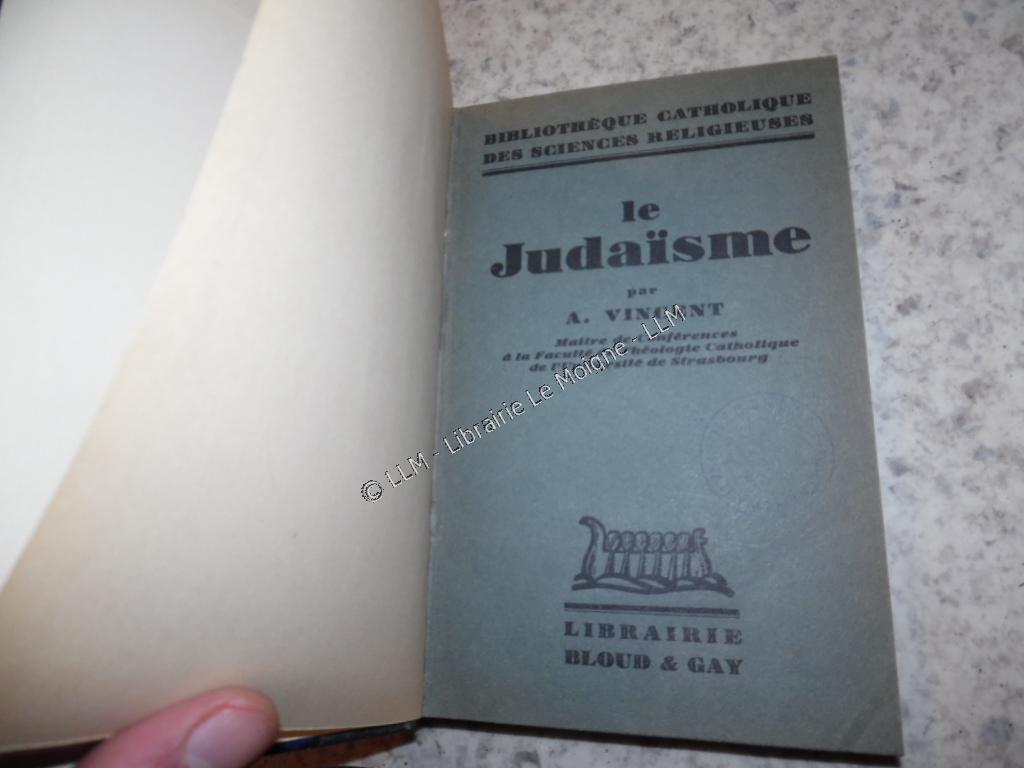 BIBLIOTHÈQUE CATHOLIQUE
DES SCIENCES RELIGIEUSES
le
Judaïsme
par
A. VINCENT
Maître de Conférences
à la Faculté de Théologie Catholique
de l'Université de Strasbourg
© LLM - Librairie Le Moigne - LLM
LIBRAIRIE
BLOUD & GAY